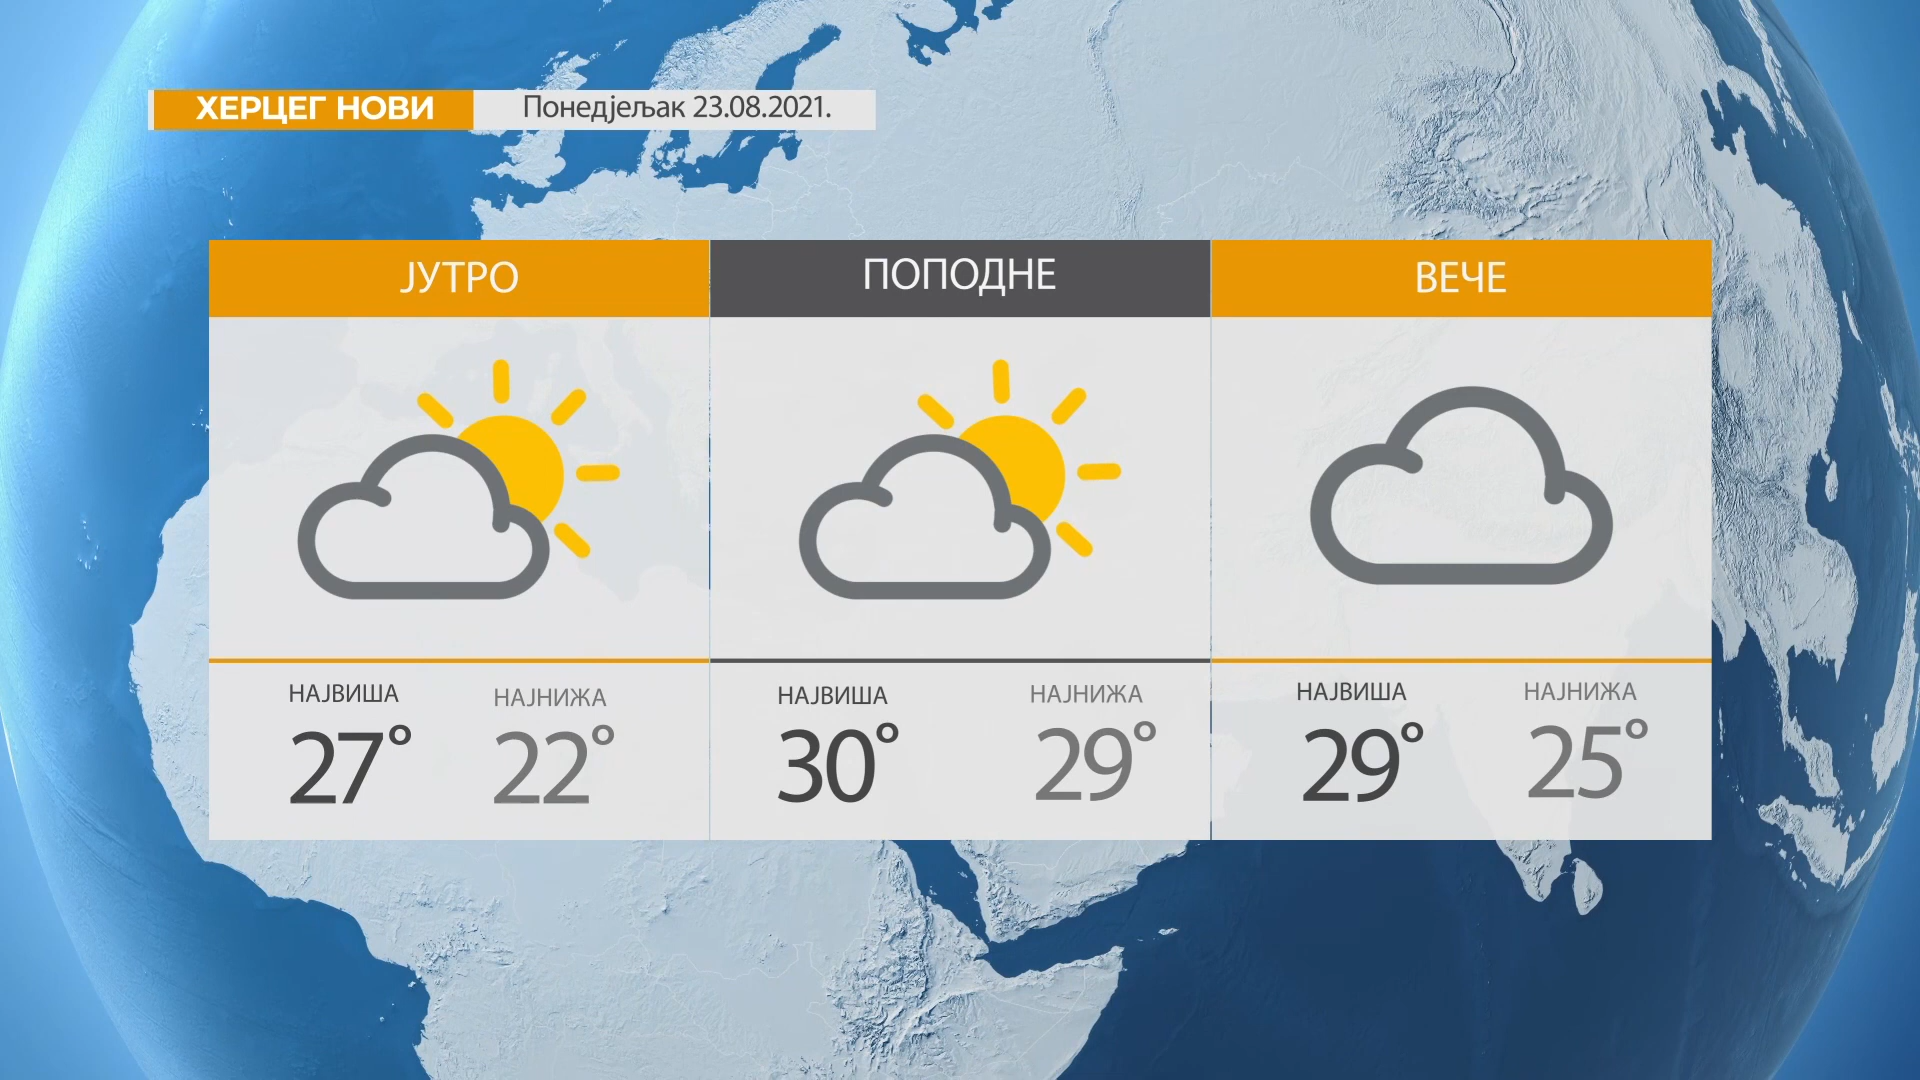 ХЕРЦЕГ НОВИ
Понедјељак 23.08.2021.
ЈУТРО
НАЈВИША НАЈНИЖА
27° 22°
ПОПОДНЕ
НАЈВИША НАЈНИЖА
30° 29°
ВЕЧЕ
НАЈВИША НАЈНИЖА
29° 25°